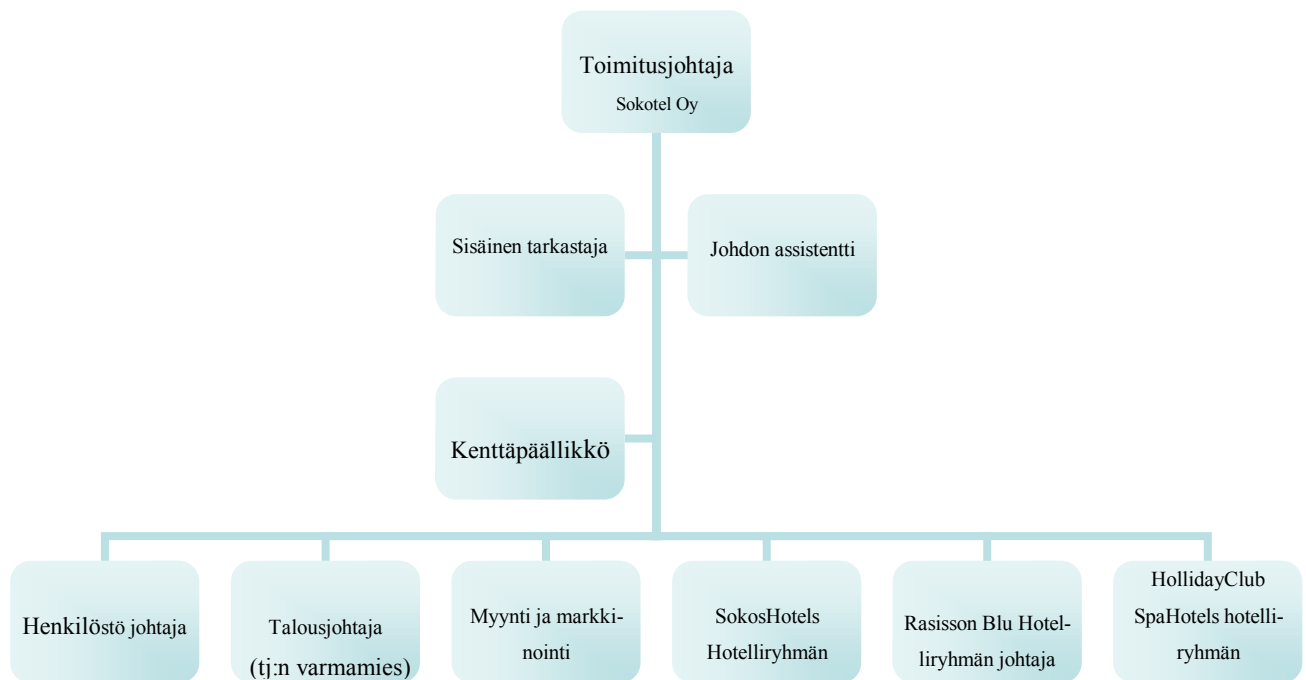 Toimitusjohtaja
Sokotel Oy
Sisäinen tarkastaja
Johdon assistentti
Kenttäpäällikkö
Henkilöstö johtaja
Talousjohtaja
(tj:n varmamies)
Myynti ja markki-
nointi
SokosHotels
Hotelliryhmän
Rasisson Blu Hotel-
liryhmän johtaja
HollidayClub
SpaHotels hotelli-
ryhmän